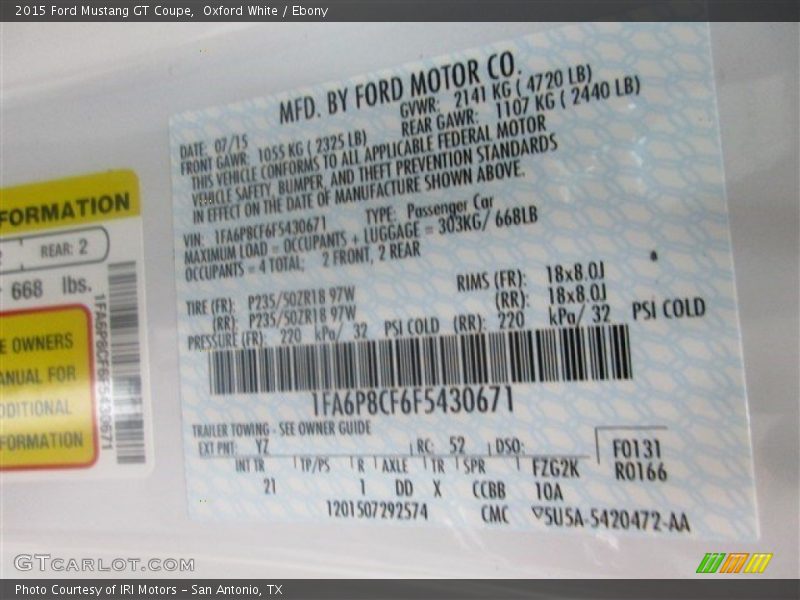 2015 Ford Mustang GT Coupe,  Oxford White / Ebony
MFD. BY FORD MOTOR CO.
DATE: 07/15 GVWR: 2141 KG ( 4720 LB)
FRONT GAWR: 1055 KG ( 2325 LB) REAR GAWR: 1107 KG ( 2440 LB)
THIS VEHICLE CONFORMS TO ALL APPLICABLE FEDERAL MOTOR
VEHICLE SAFETY, BUMPER, AND THEFT PREVENTION STANDARDS
IN EFFECT ON THE DATE OF MANUFACTURE SHOWN ABOVE.
VIN: 1FA6P8CF6F5430671 TYPE: Passenger Car
MAXIMUM LOAD = OCCUPANTS + LUGGAGE = 303KG/ 668LB
OCCUPANTS = 4 TOTAL; 2 FRONT, 2 REAR
TIRE (FR): P235/50ZR18 97W RIMS (FR): 18x8.0J
(RR): P235/50ZR18 97W (RR): 18x8.0J
PRESSURE (FR): 220 kPa/ 32 PSI COLD (RR): 220 kPa/ 32 PSI COLD
1FA6P8CF6F5430671
TRAILER TOWING - SEE OWNER GUIDE
EXT PNT: YZ RC: 52 DSO: F0131
INT TR TP/PS R AXLE TR SPR FZG2K R0166
21 1 DD X CCBB 10A
1201507292574 CMC ▽5U5A-5420472-AA
FORMATION
REAR: 2
668 lbs.
E OWNERS
ANUAL FOR
DDITIONAL
FORMATION
1FA6P8CF6F5430671
GTCARLOT.COM
Photo Courtesy of IRI Motors – San Antonio, TX